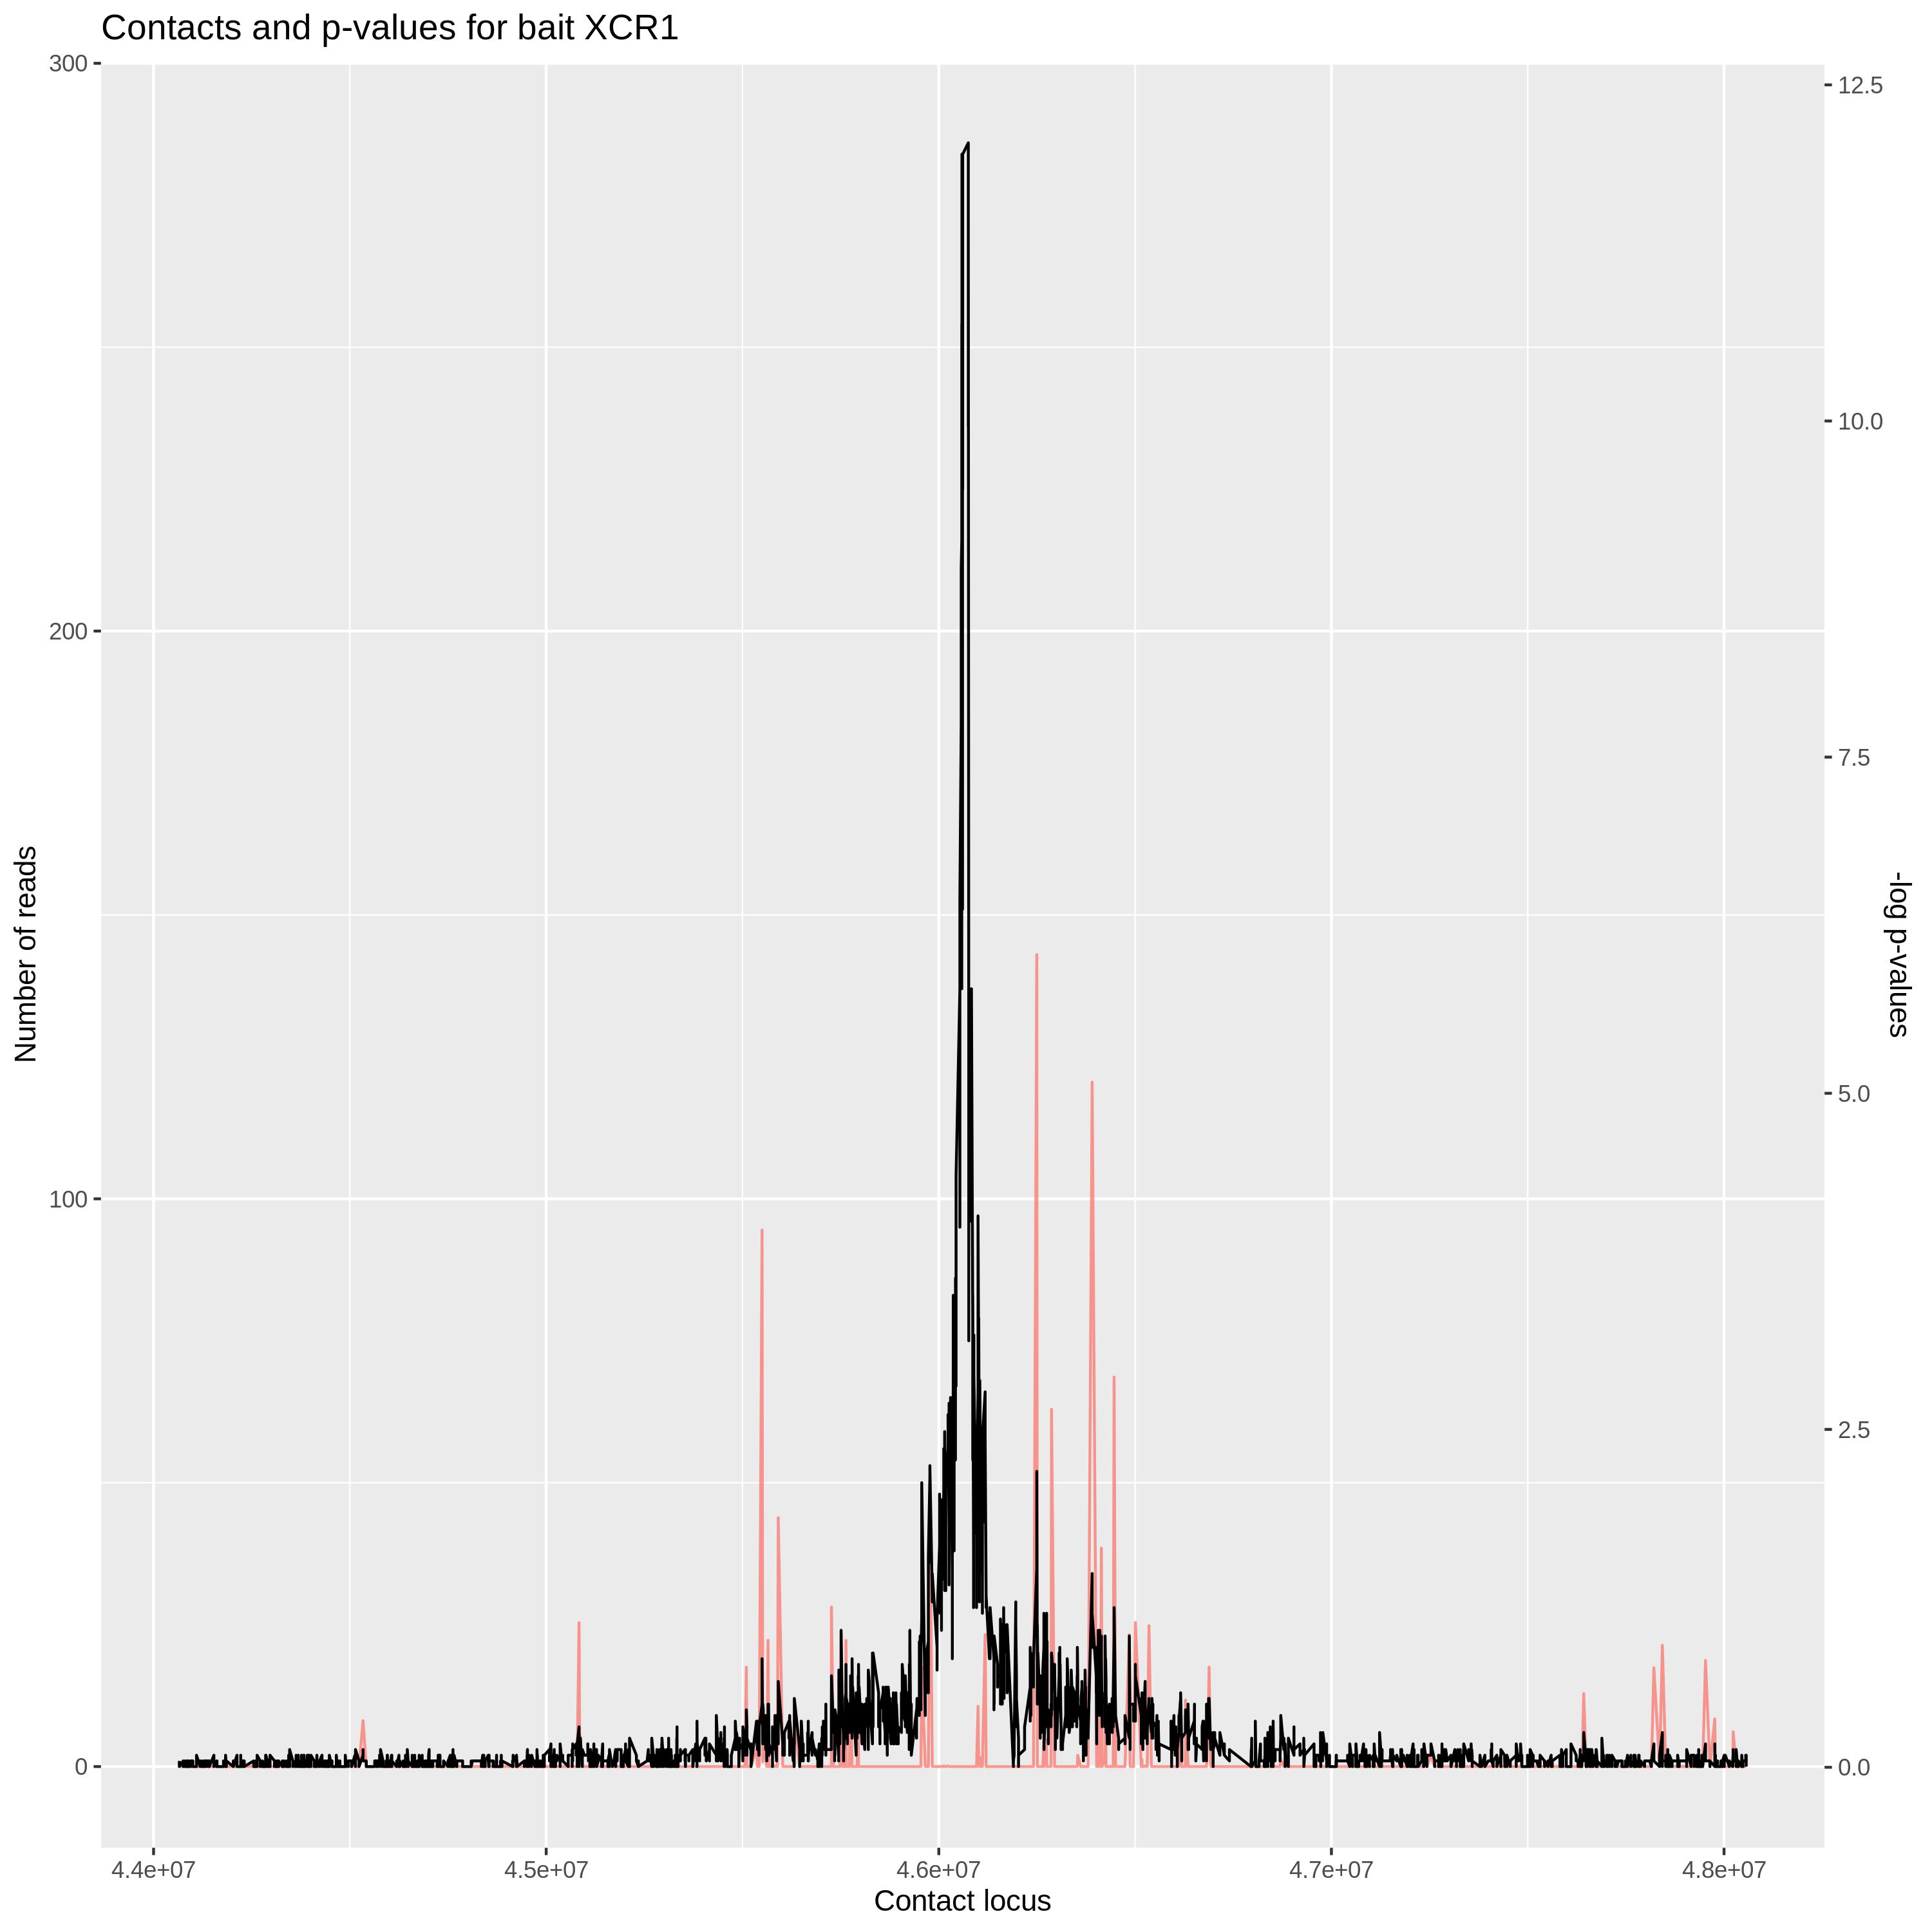 Contacts and p-values for bait XCR1
300
200
100
0
Number of reads
12.5
10.0
7.5
5.0
2.5
0.0
-log p-values
4.4e+07
4.5e+07
4.6e+07
4.7e+07
4.8e+07
Contact locus